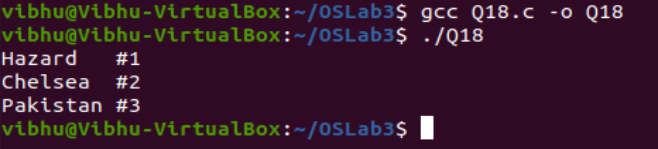 vibhu@Vibhu-VirtualBox:~/OSLab3$ gcc Q18.c -o Q18
vibhu@Vibhu-VirtualBox:~/OSLab3$ ./Q18
Hazard   #1
Chelsea  #2
Pakistan #3
vibhu@Vibhu-VirtualBox:~/OSLab3$